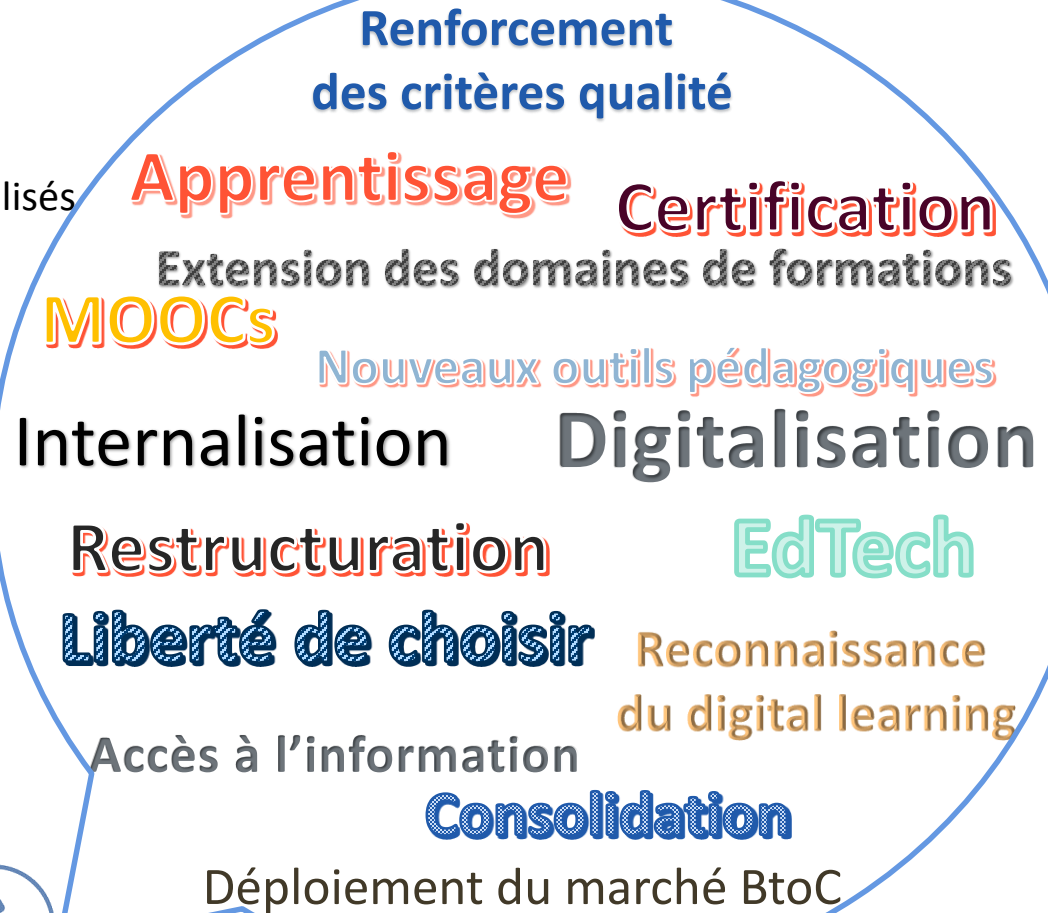 Renforcement
des critères qualité
lisés
Apprentissage
Certification
Extension des domaines de formations
MOOCs
Nouveaux outils pédagogiques
Internalisation
Digitalisation
Restructuration
EdTech
Liberté de choisir
Reconnaissance
du digital learning
Accès à l’information
Consolidation
Déploiement du marché BtoC